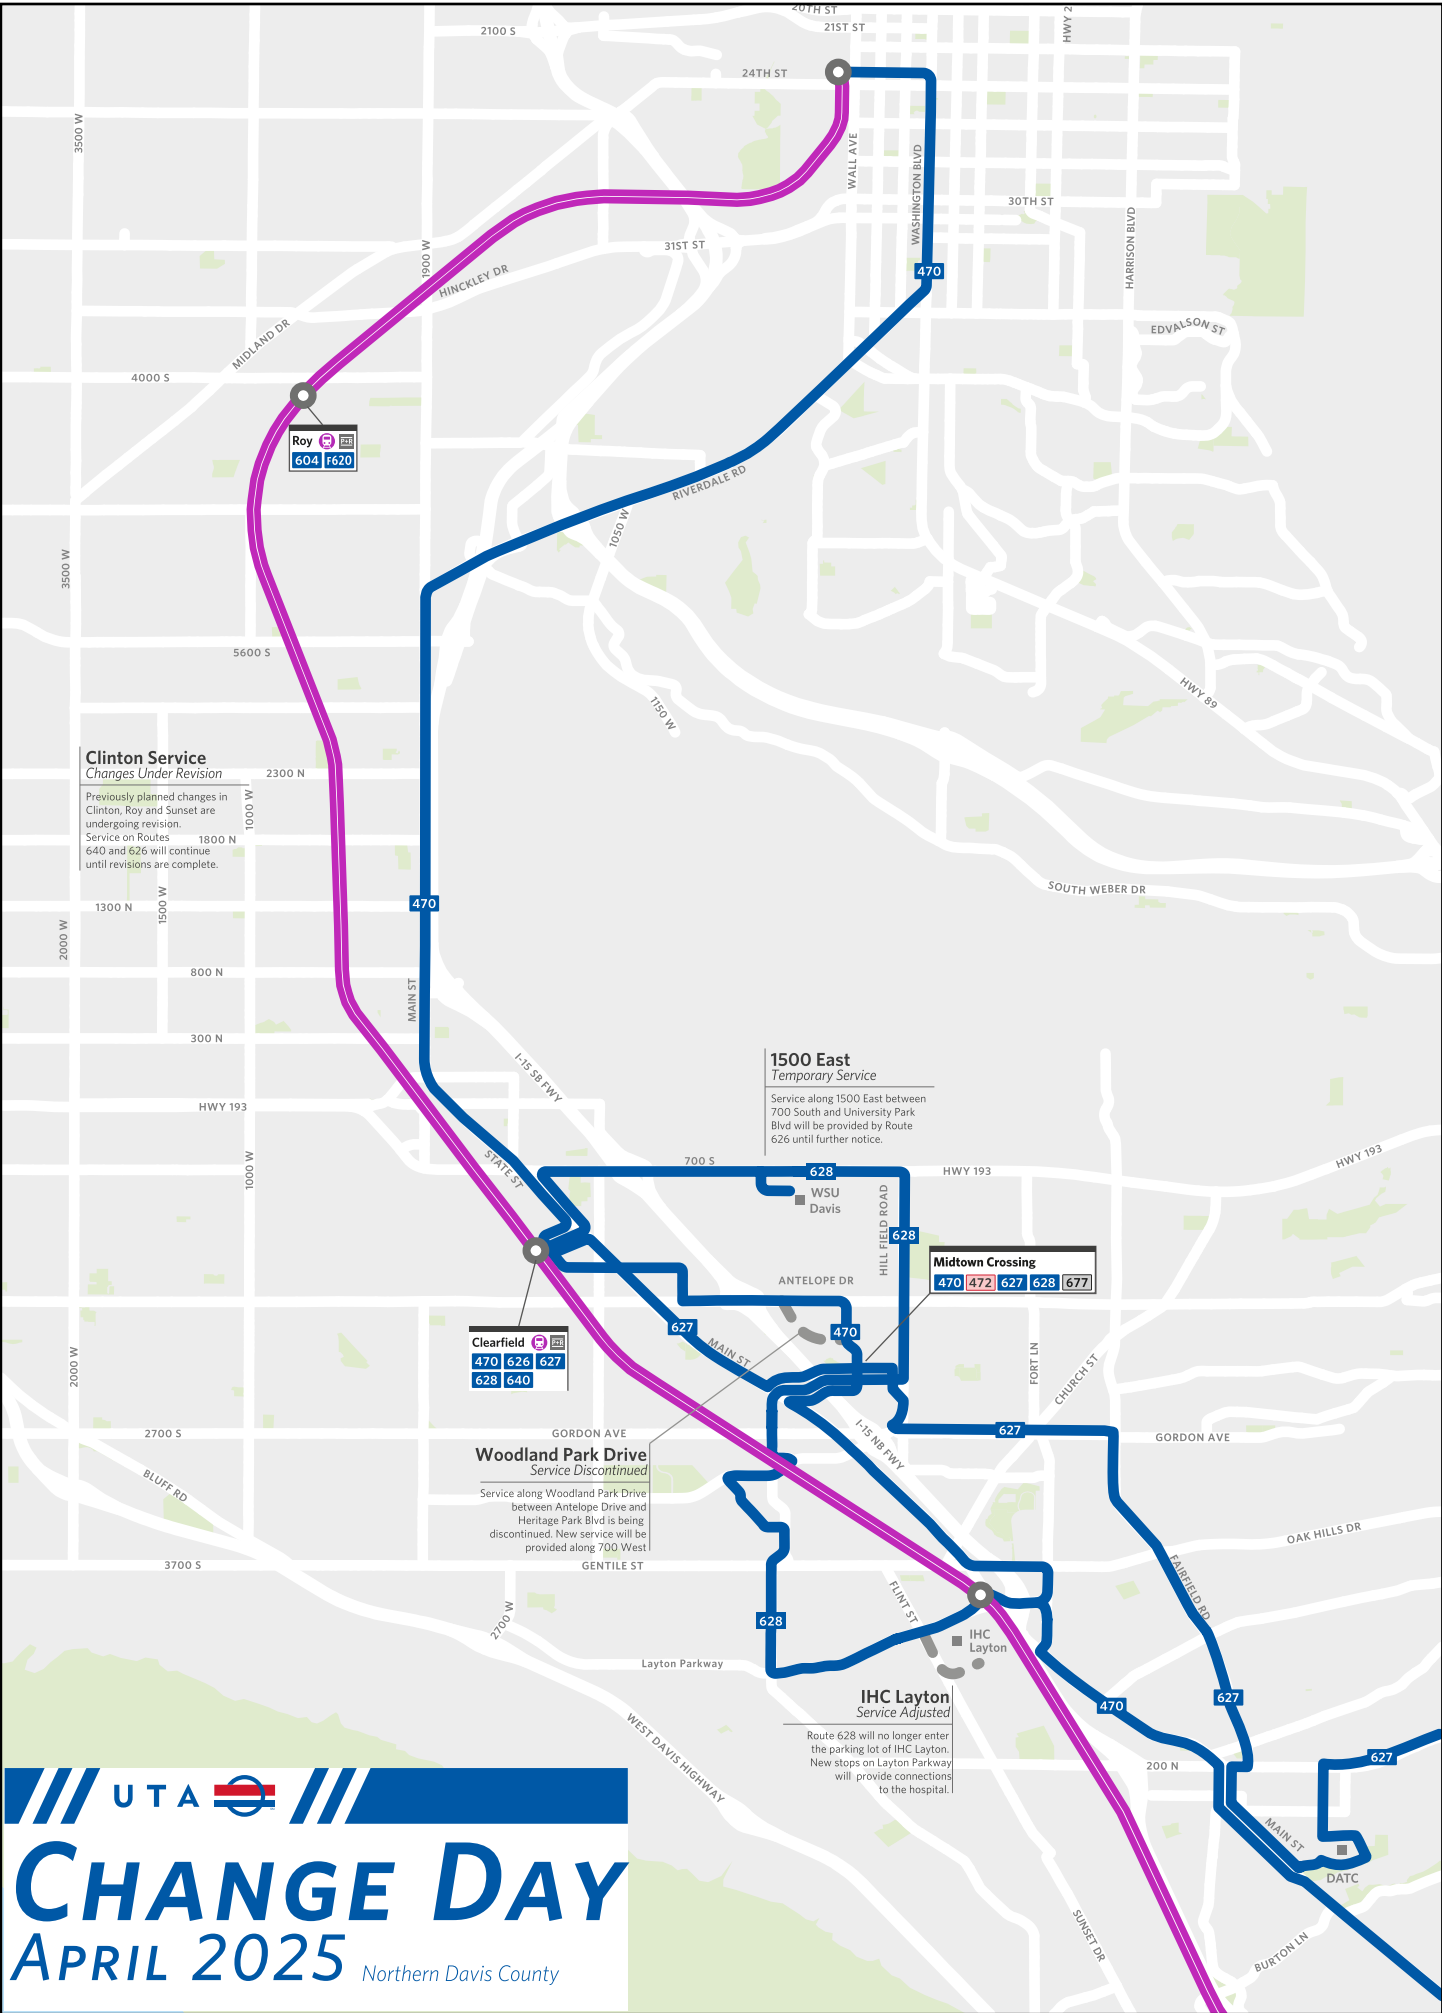 20TH ST
21ST ST
HWY 2
2100 S
24TH ST
3500 W
WALL AVE
WASHINGTON BLVD
30TH ST
HARRISON BLVD
31ST ST
1900 W
HINCKLEY DR
470
MIDLAND DR
EDVALSON ST
4000 S
Roy P+R
604 F620
RIVERDALE RD
1050 W
3500 W
5600 S
HWY 89
1150 W
Clinton Service
Changes Under Revision
Previously planned changes in
Clinton, Roy and Sunset are
undergoing revision.
Service on Routes
640 and 626 will continue
until revisions are complete.
2300 N
1000 W
1800 N
SOUTH WEBER DR
1300 N
1500 W
470
2000 W
800 N
MAIN ST
300 N
I-15 SB FWY
1500 East
Temporary Service
Service along 1500 East between
700 South and University Park
Blvd will be provided by Route
626 until further notice.
HWY 193
1000 W
STATE ST
700 S
628
HWY 193
HWY 193
WSU
Davis
HILL FIELD ROAD
628
Midtown Crossing
470 472 627 628 677
ANTELOPE DR
627
470
MAIN ST
Clearfield P+R
470 626 627
628 640
2000 W
FORT LN
CHURCH ST
2700 S
GORDON AVE
I-15 NB FWY
627
GORDON AVE
Woodland Park Drive
Service Discontinued
Service along Woodland Park Drive
between Antelope Drive and
Heritage Park Blvd is being
discontinued. New service will be
provided along 700 West
BLUFF RD
OAK HILLS DR
3700 S
GENTILE ST
FAIRFIELD RD
FLINT ST
2700 W
628
IHC
Layton
Layton Parkway
IHC Layton
Service Adjusted
Route 628 will no longer enter
the parking lot of IHC Layton.
New stops on Layton Parkway
will provide connections
to the hospital.
470
627
WEST DAVIS HIGHWAY
200 N
627
MAIN ST
DATC
SUNSET DR
BURTON LN
UTA
CHANGE DAY
APRIL 2025
Northern Davis County